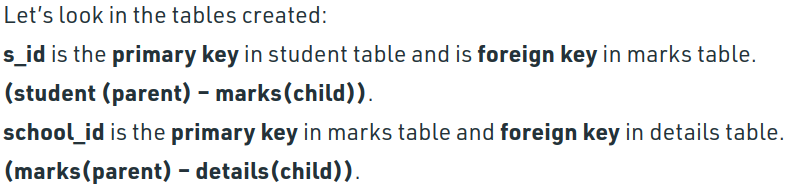 Let's look in the tables created:
s_id is the primary key in student table and is foreign key in marks table.
(student (parent) – marks(child)).
school_id is the primary key in marks table and foreign key in details table.
(marks(parent) – details(child)).